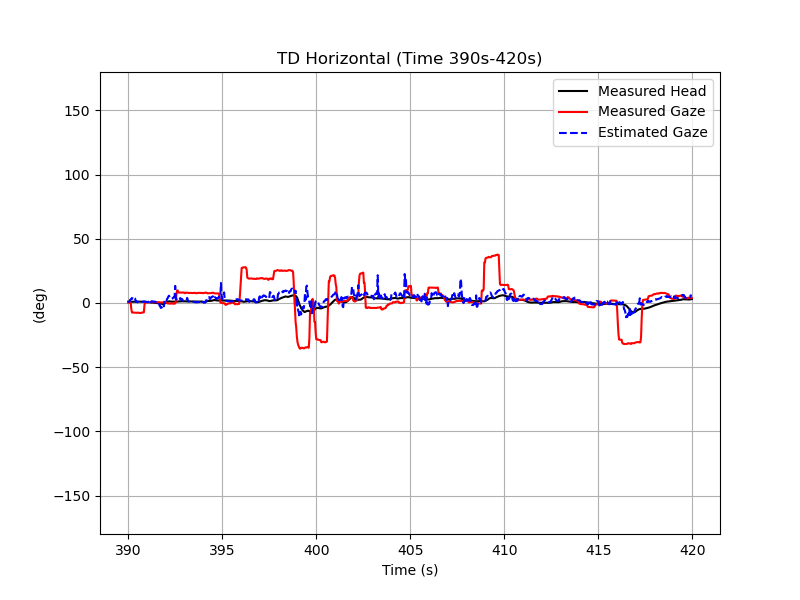 TD Horizontal (Time 390s-420s)
Measured Head
Measured Gaze
Estimated Gaze
150
100
50
0
−50
−100
−150
(deg)
390 395 400 405 410 415 420
Time (s)